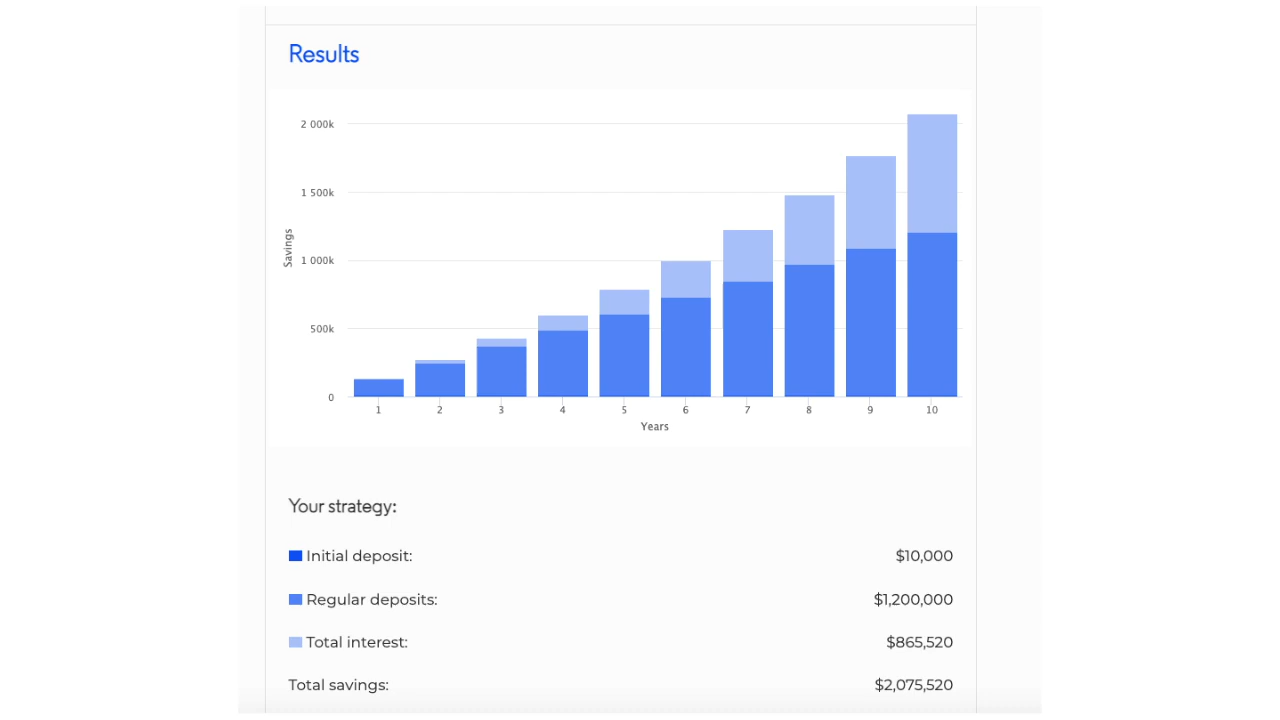 Results
2 000k
1 500k
1 000k
500k
0
Savings
1 2 3 4 5 6 7 8 9 10
Years
Your strategy:
Initial deposit: $10,000
Regular deposits: $1,200,000
Total interest: $865,520
Total savings: $2,075,520